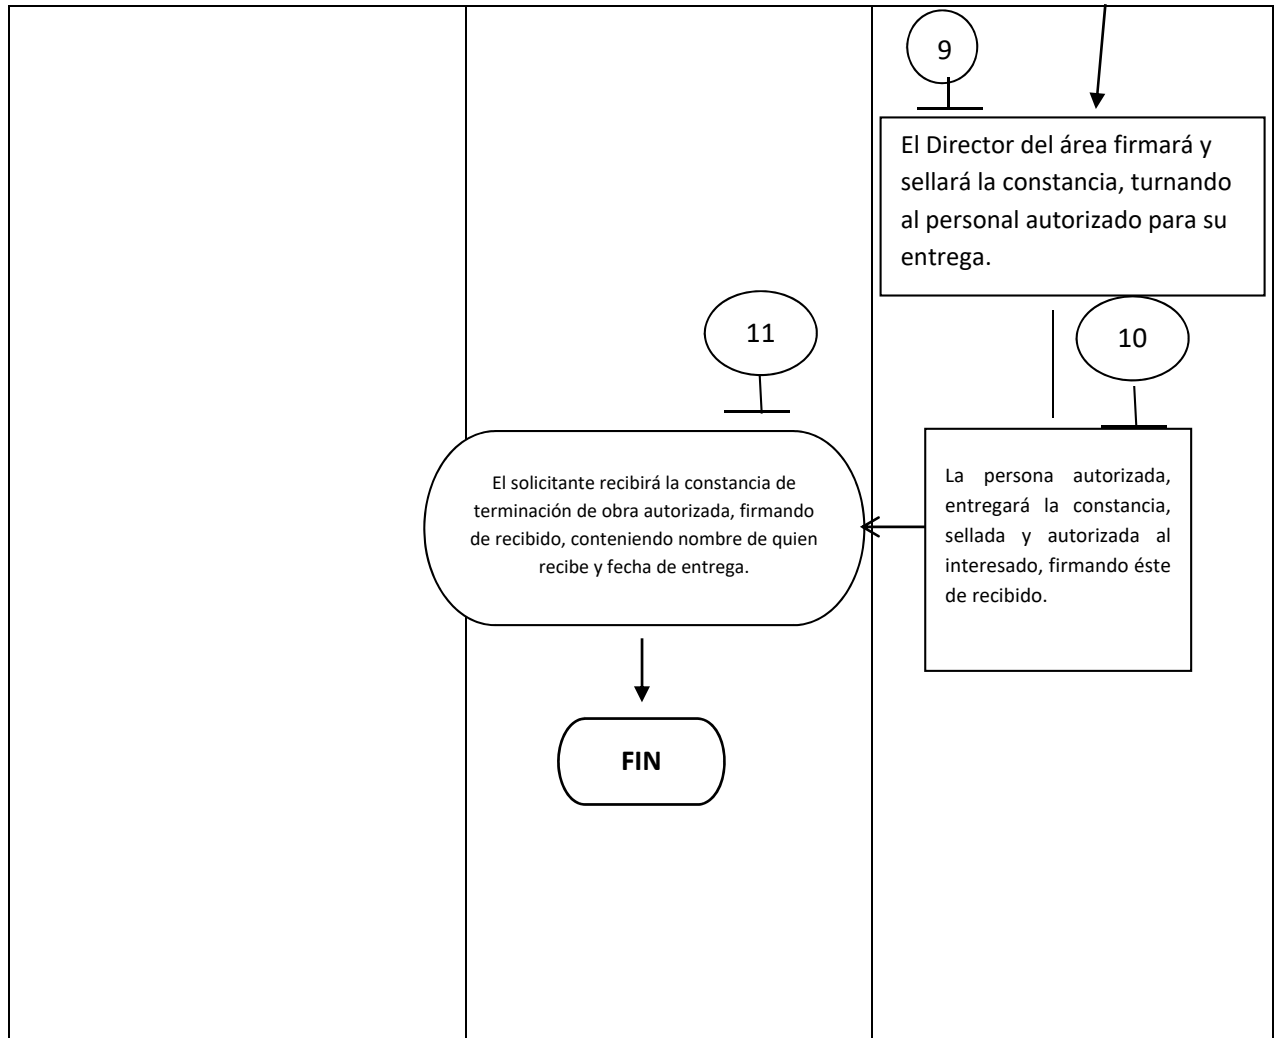 9
El Director del área firmará y
sellará la constancia, turnando
al personal autorizado para su
entrega.
10
La persona autorizada,
entregará la constancia,
sellada y autorizada al
interesado, firmando éste
de recibido.
11
El solicitante recibirá la constancia de
terminación de obra autorizada, firmando
de recibido, conteniendo nombre de quien
recibe y fecha de entrega.
FIN